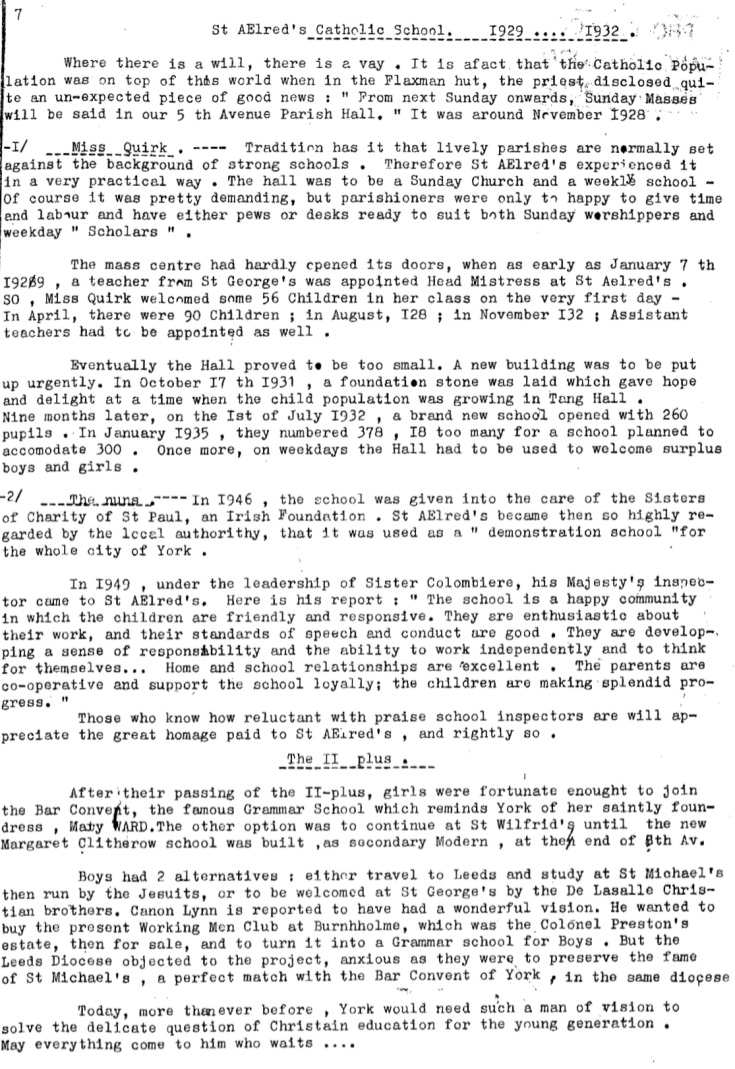 7
St AElred's Catholic School. I929 .... I932 .
Where there is a will, there is a vay . It is afact that the Catholic Popu-
lation was on top of this world when in the Flaxman hut, the priest disclosed qui-
te an un-expected piece of good news : " From next Sunday onwards, Sunday Masses
will be said in our 5 th Avenue Parish Hall. " It was around Nrvember I928 .
-I/ ___Miss Quirk . ---- Tradition has it that lively parishes are normally set
against the background of strong schools . Therefore St AElred's experienced it
in a very practical way . The hall was to be a Sunday Church and a weekly school -
Of course it was pretty demanding, but parishioners were only to happy to give time
and labour and have either pews or desks ready to suit both Sunday worshippers and
weekday " Scholars " .
The mass centre had hardly opened its doors, when as early as January 7 th
I929 , a teacher from St George's was appointed Head Mistress at St Aelred's .
SO , Miss Quirk welcomed some 56 Children in her class on the very first day -
In April, there were 90 Children ; in August, I28 ; in November I32 ; Assistant
teachers had to be appointed as well .
Eventually the Hall proved to be too small. A new building was to be put
up urgently. In October I7 th I931 , a foundation stone was laid which gave hope
and delight at a time when the child population was growing in Tang Hall .
Nine months later, on the Ist of July I932 , a brand new school opened with 260
pupils . In January I935 , they numbered 378 , I8 too many for a school planned to
accomodate 300 . Once more, on weekdays the Hall had to be used to welcome surplus
boys and girls .
-2/ ___The nuns .---- In I946 , the school was given into the care of the Sisters
of Charity of St Paul, an Irish Foundation . St AElred's became then so highly re-
garded by the local authorithy, that it was used as a " demonstration school "for
the whole city of York .
In I949 , under the leadership of Sister Colombiere, his Majesty's inspec-
tor came to St AElred's. Here is his report : " The school is a happy community
in which the children are friendly and responsive. They are enthusiastic about
their work, and their standards of speech and conduct are good . They are develop-
ping a sense of responsability and the ability to work independently and to think
for themselves... Home and school relationships are excellent . The parents are
co-operative and support the school loyally; the children are making splendid pro-
gress. "
Those who know how reluctant with praise school inspectors are will ap-
preciate the great homage paid to St AElred's , and rightly so .
The II plus .
After their passing of the II-plus, girls were fortunate enought to join
the Bar Convent, the famous Grammar School which reminds York of her saintly foun-
dress , Mary WARD.The other option was to continue at St Wilfrid's until the new
Margaret Clitherow school was built ,as secondary Modern , at the end of 8th Av.
Boys had 2 alternatives : either travel to Leeds and study at St Michael's
then run by the Jesuits, or to be welcomed at St George's by the De Lasalle Chris-
tian brothers. Canon Lynn is reported to have had a wonderful vision. He wanted to
buy the present Working Men Club at Burnhholme, which was the Colonel Preston's
estate, then for sale, and to turn it into a Grammar school for Boys . But the
Leeds Diocese objected to the project, anxious as they were to preserve the fame
of St Michael's , a perfect match with the Bar Convent of York , in the same diocese
Today, more than ever before , York would need such a man of vision to
solve the delicate question of Christain education for the young generation .
May everything come to him who waits ....